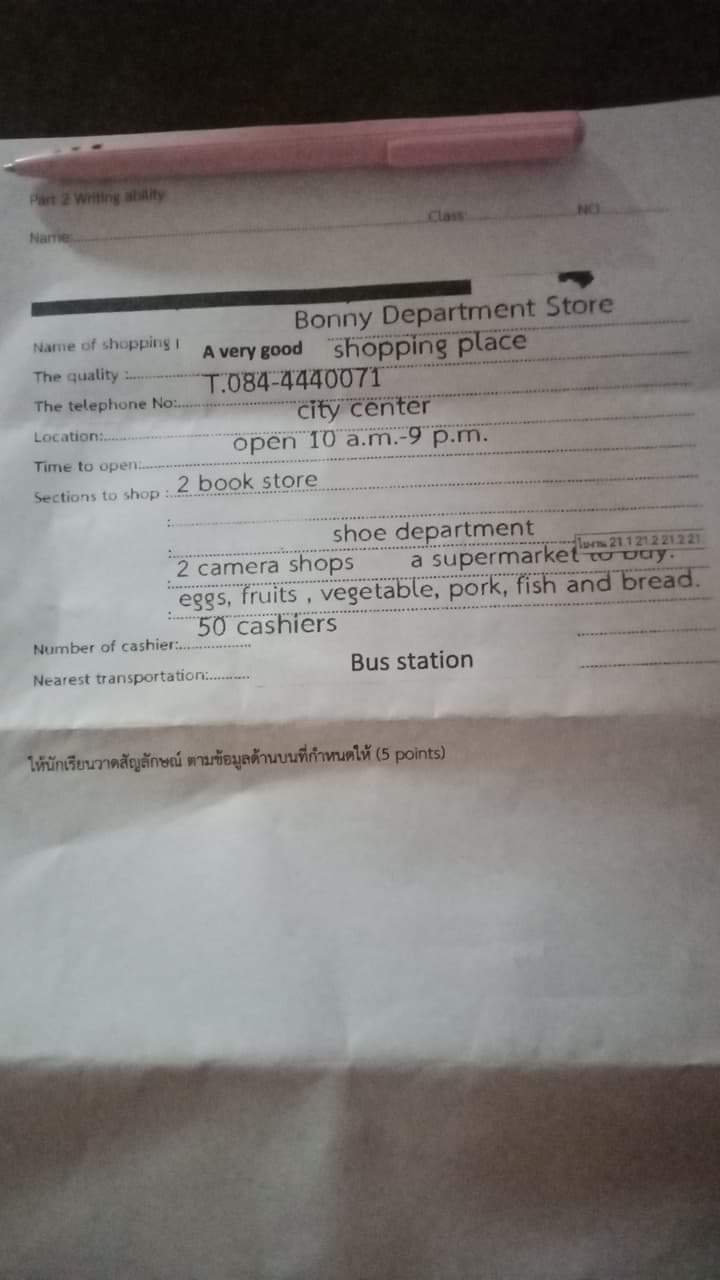 Part 2 Writing ability
Name:........Class:........NO........
Bonny Department Store
Name of shopping
The quality : A very good shopping place
The telephone No: T.084-4440071
Location: city center
Time to open: open 10 a.m.-9 p.m.
Sections to shop : 2 book store
:
: shoe department
: 2 camera shops a supermarket to buy.
: eggs, fruits , vegetable, pork, fish and bread.
Number of cashier: 50 cashiers
Nearest transportation: Bus station
ให้นักเรียนวาดสัญลักษณ์ ตามข้อมูลด้านบนที่กำหนดให้ (5 points)